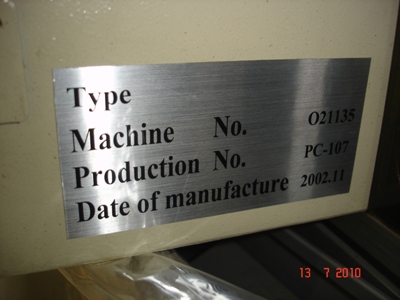 Type
Machine No. O21135
Production No. PC-107
Date of manufacture 2002.11
13 7 2010